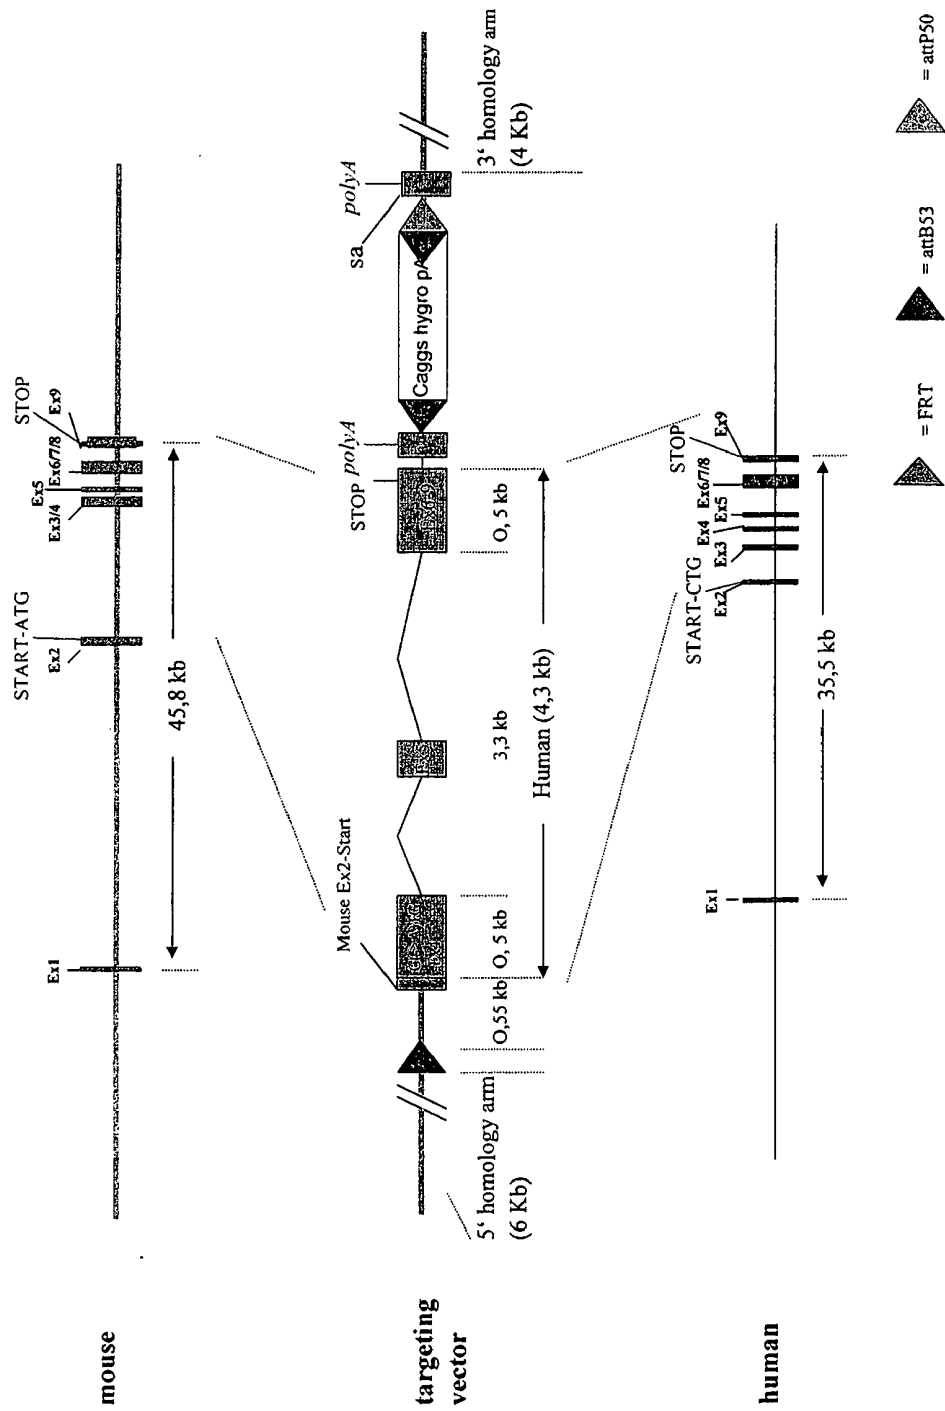 mouse
Ex1
START-ATG
Ex2
Ex3/4
Ex5
Ex6/7/8
STOP
Ex9
45,8 kb
targeting
vector
5‘ homology arm
(6 Kb)
Mouse Ex2-Start
O,55 kb
O, 5 kb
3,3 kb
Human (4,3 kb)
STOP
O, 5 kb
polyA
Caggs hygro pA
sa
polyA
3‘ homology arm
(4 Kb)
human
Ex1
START-CTG
Ex2
Ex3
Ex4
Ex5
Ex6/7/8
STOP
Ex9
35,5 kb
= FRT
= attB53
= attP50